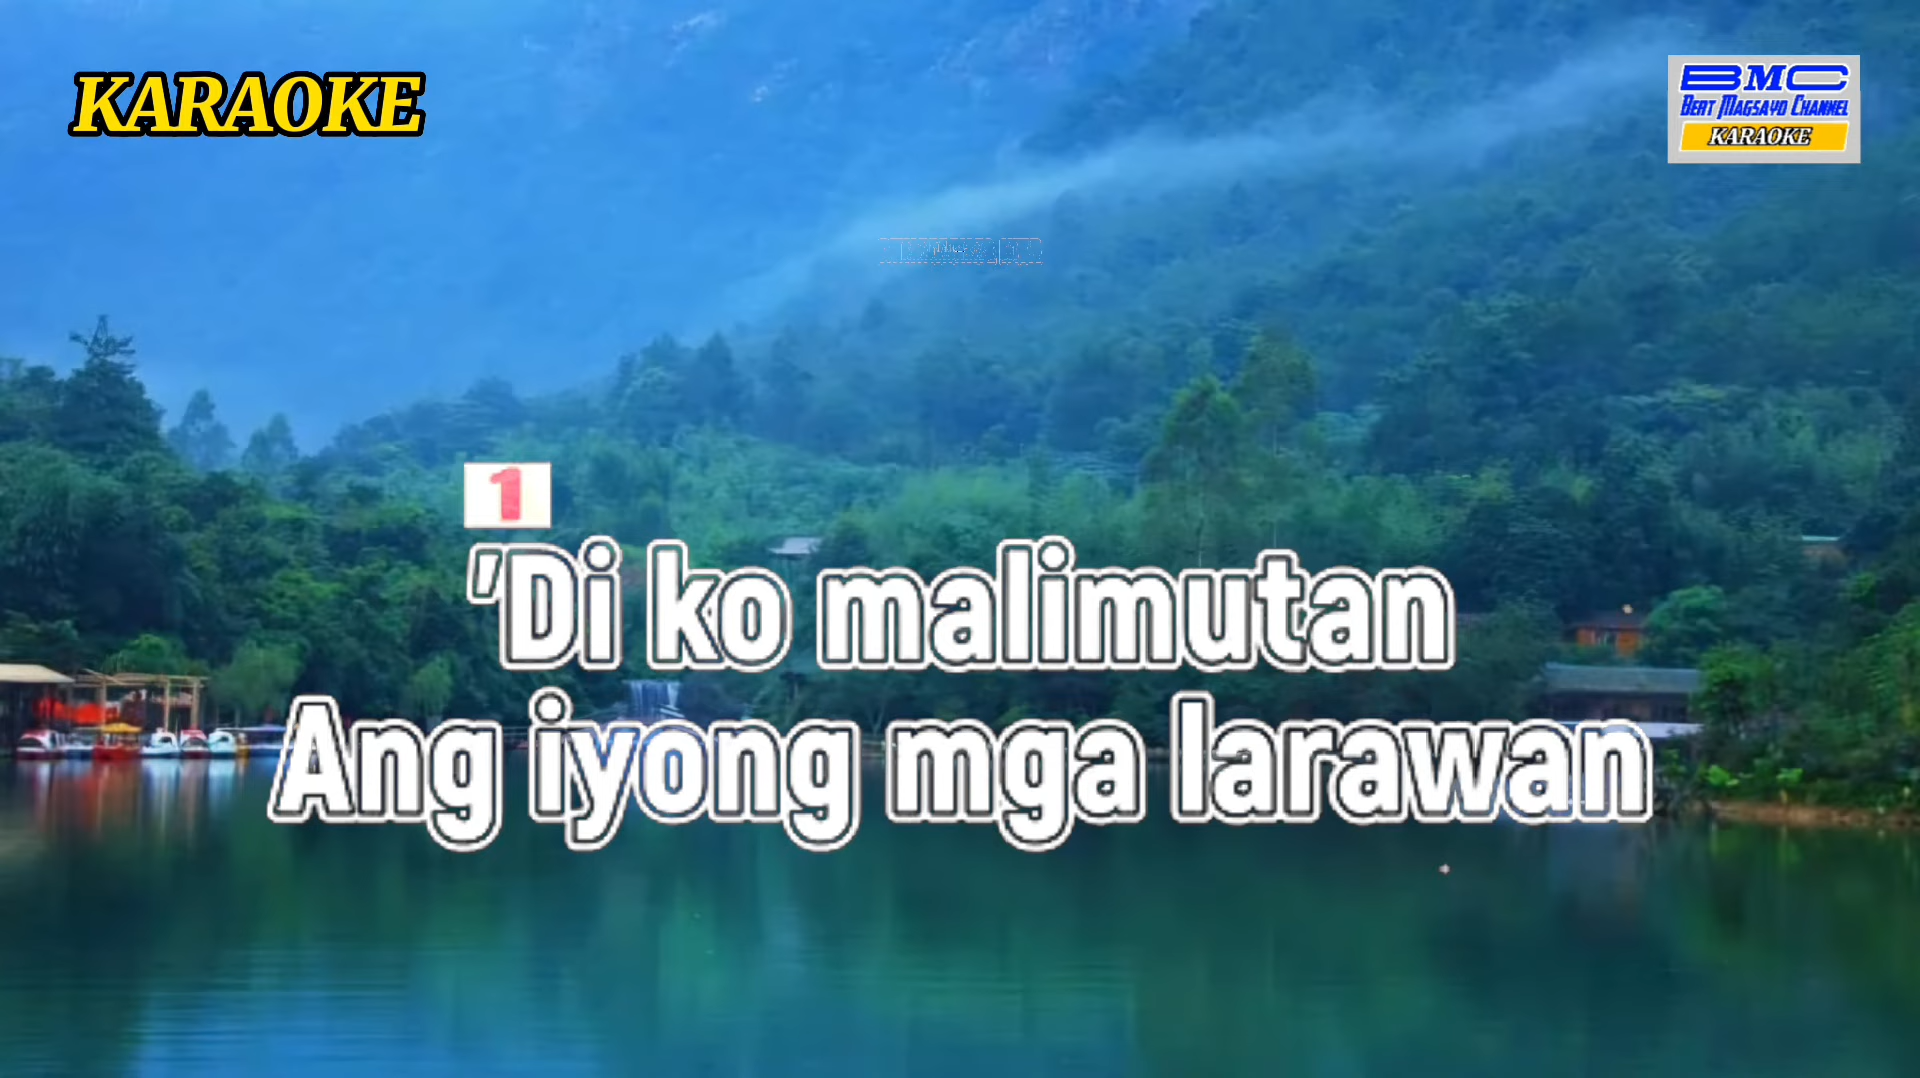 KARAOKE
BMC
BERT MAGSAYO CHANNEL
KARAOKE
1
'Di ko malimutan
Ang iyong mga larawan